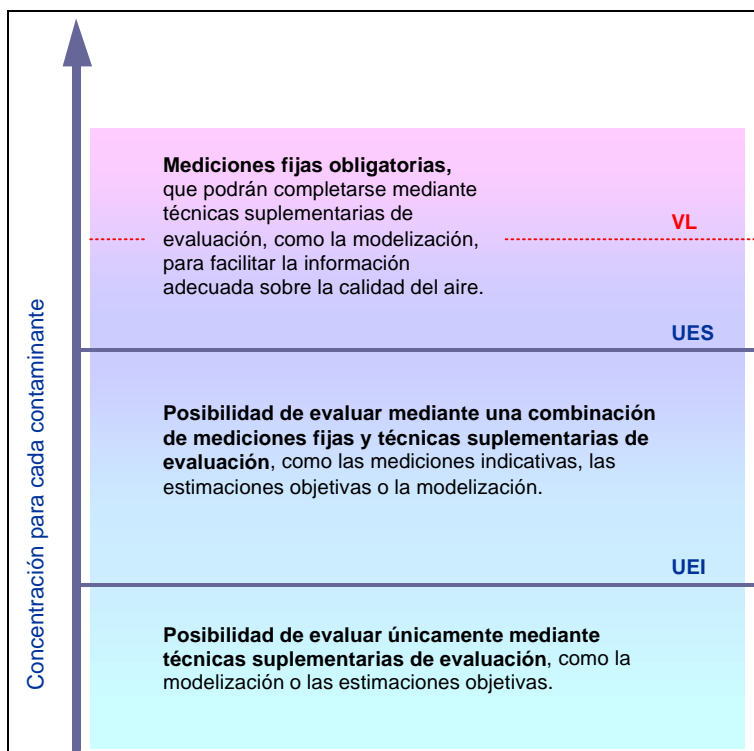 Mediciones fijas obligatorias,
que podrán completarse mediante
técnicas suplementarias de
evaluación, como la modelización,
para facilitar la información
adecuada sobre la calidad del aire.
VL
UES
Posibilidad de evaluar mediante una combinación
de mediciones fijas y técnicas suplementarias de
evaluación, como las mediciones indicativas, las
estimaciones objetivas o la modelización.
UEI
Posibilidad de evaluar únicamente mediante
técnicas suplementarias de evaluación, como la
modelización o las estimaciones objetivas.
Concentración para cada contaminante